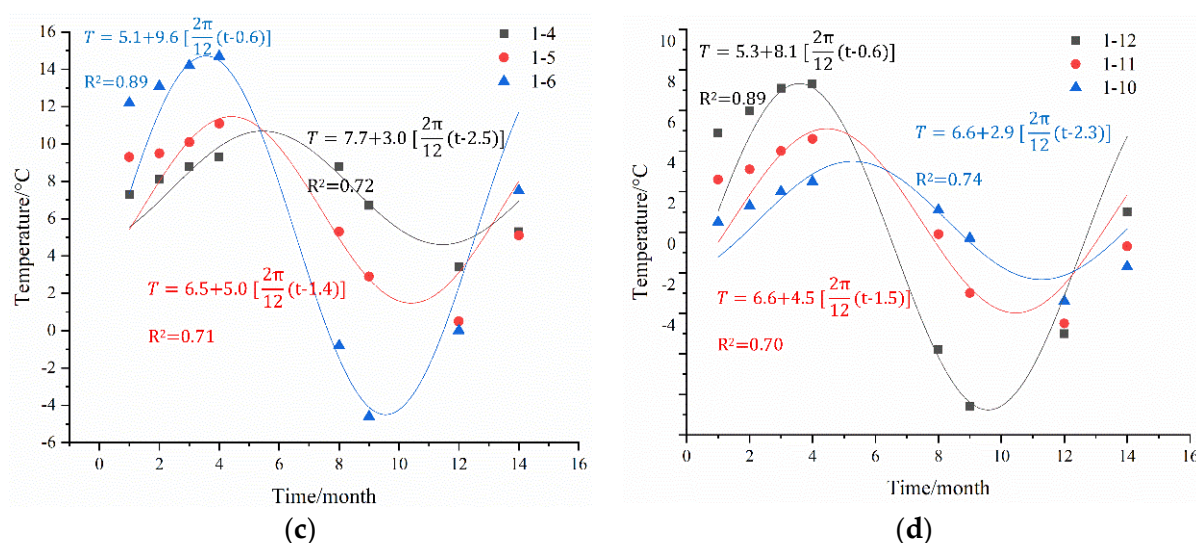 T = 5.1+9.6 [2π/12 (t-0.6)]
R²=0.89
1-4
1-5
1-6
T = 7.7+3.0 [2π/12 (t-2.5)]
R²=0.72
T = 6.5+5.0 [2π/12 (t-1.4)]
R²=0.71
Temperature/°C
16
14
12
10
8
6
4
2
0
-2
-4
-6
0 2 4 6 8 10 12 14 16
Time/month
(c)
T = 5.3+8.1 [2π/12 (t-0.6)]
R²=0.89
1-12
1-11
1-10
T = 6.6+2.9 [2π/12 (t-2.3)]
R²=0.74
T = 6.6+4.5 [2π/12 (t-1.5)]
R²=0.70
Temperature/°C
10
8
6
4
2
0
-2
-4
0 2 4 6 8 10 12 14 16
Time/month
(d)